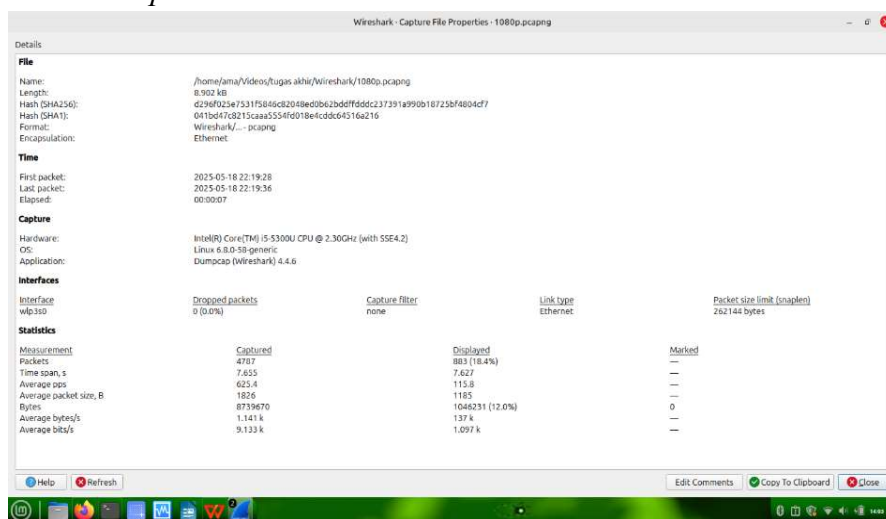 Wireshark · Capture File Properties · 1080p.pcapng
Details
File
Name: /home/ama/Videos/tugas akhir/Wireshark/1080p.pcapng
Length: 8.902 kB
Hash (SHA256): d296f025e7531f5846c82048ed0b62bddffdddc237391a990b18725bf4804cf7
Hash (SHA1): 041bd47c8215caaa5554fd018e4cddc64516a216
Format: Wireshark/... - pcapng
Encapsulation: Ethernet
Time
First packet: 2025-05-18 22:19:28
Last packet: 2025-05-18 22:19:36
Elapsed: 00:00:07
Capture
Hardware: Intel(R) Core(TM) i5-5300U CPU @ 2.30GHz (with SSE4.2)
OS: Linux 6.8.0-58-generic
Application: Dumpcap (Wireshark) 4.4.6
Interfaces
Interface Dropped packets Capture filter Link type Packet size limit (snaplen)
wlp3s0 0 (0.0%) none Ethernet 262144 bytes
Statistics
Measurement Captured Displayed Marked
Packets 4787 883 (18.4%) —
Time span, s 7.655 7.627 —
Average pps 625.4 115.8 —
Average packet size, B 1826 1185 —
Bytes 8739670 1046231 (12.0%) 0
Average bytes/s 1.141 k 137 k —
Average bits/s 9.133 k 1.097 k —
Help Refresh Edit Comments Copy To Clipboard Close